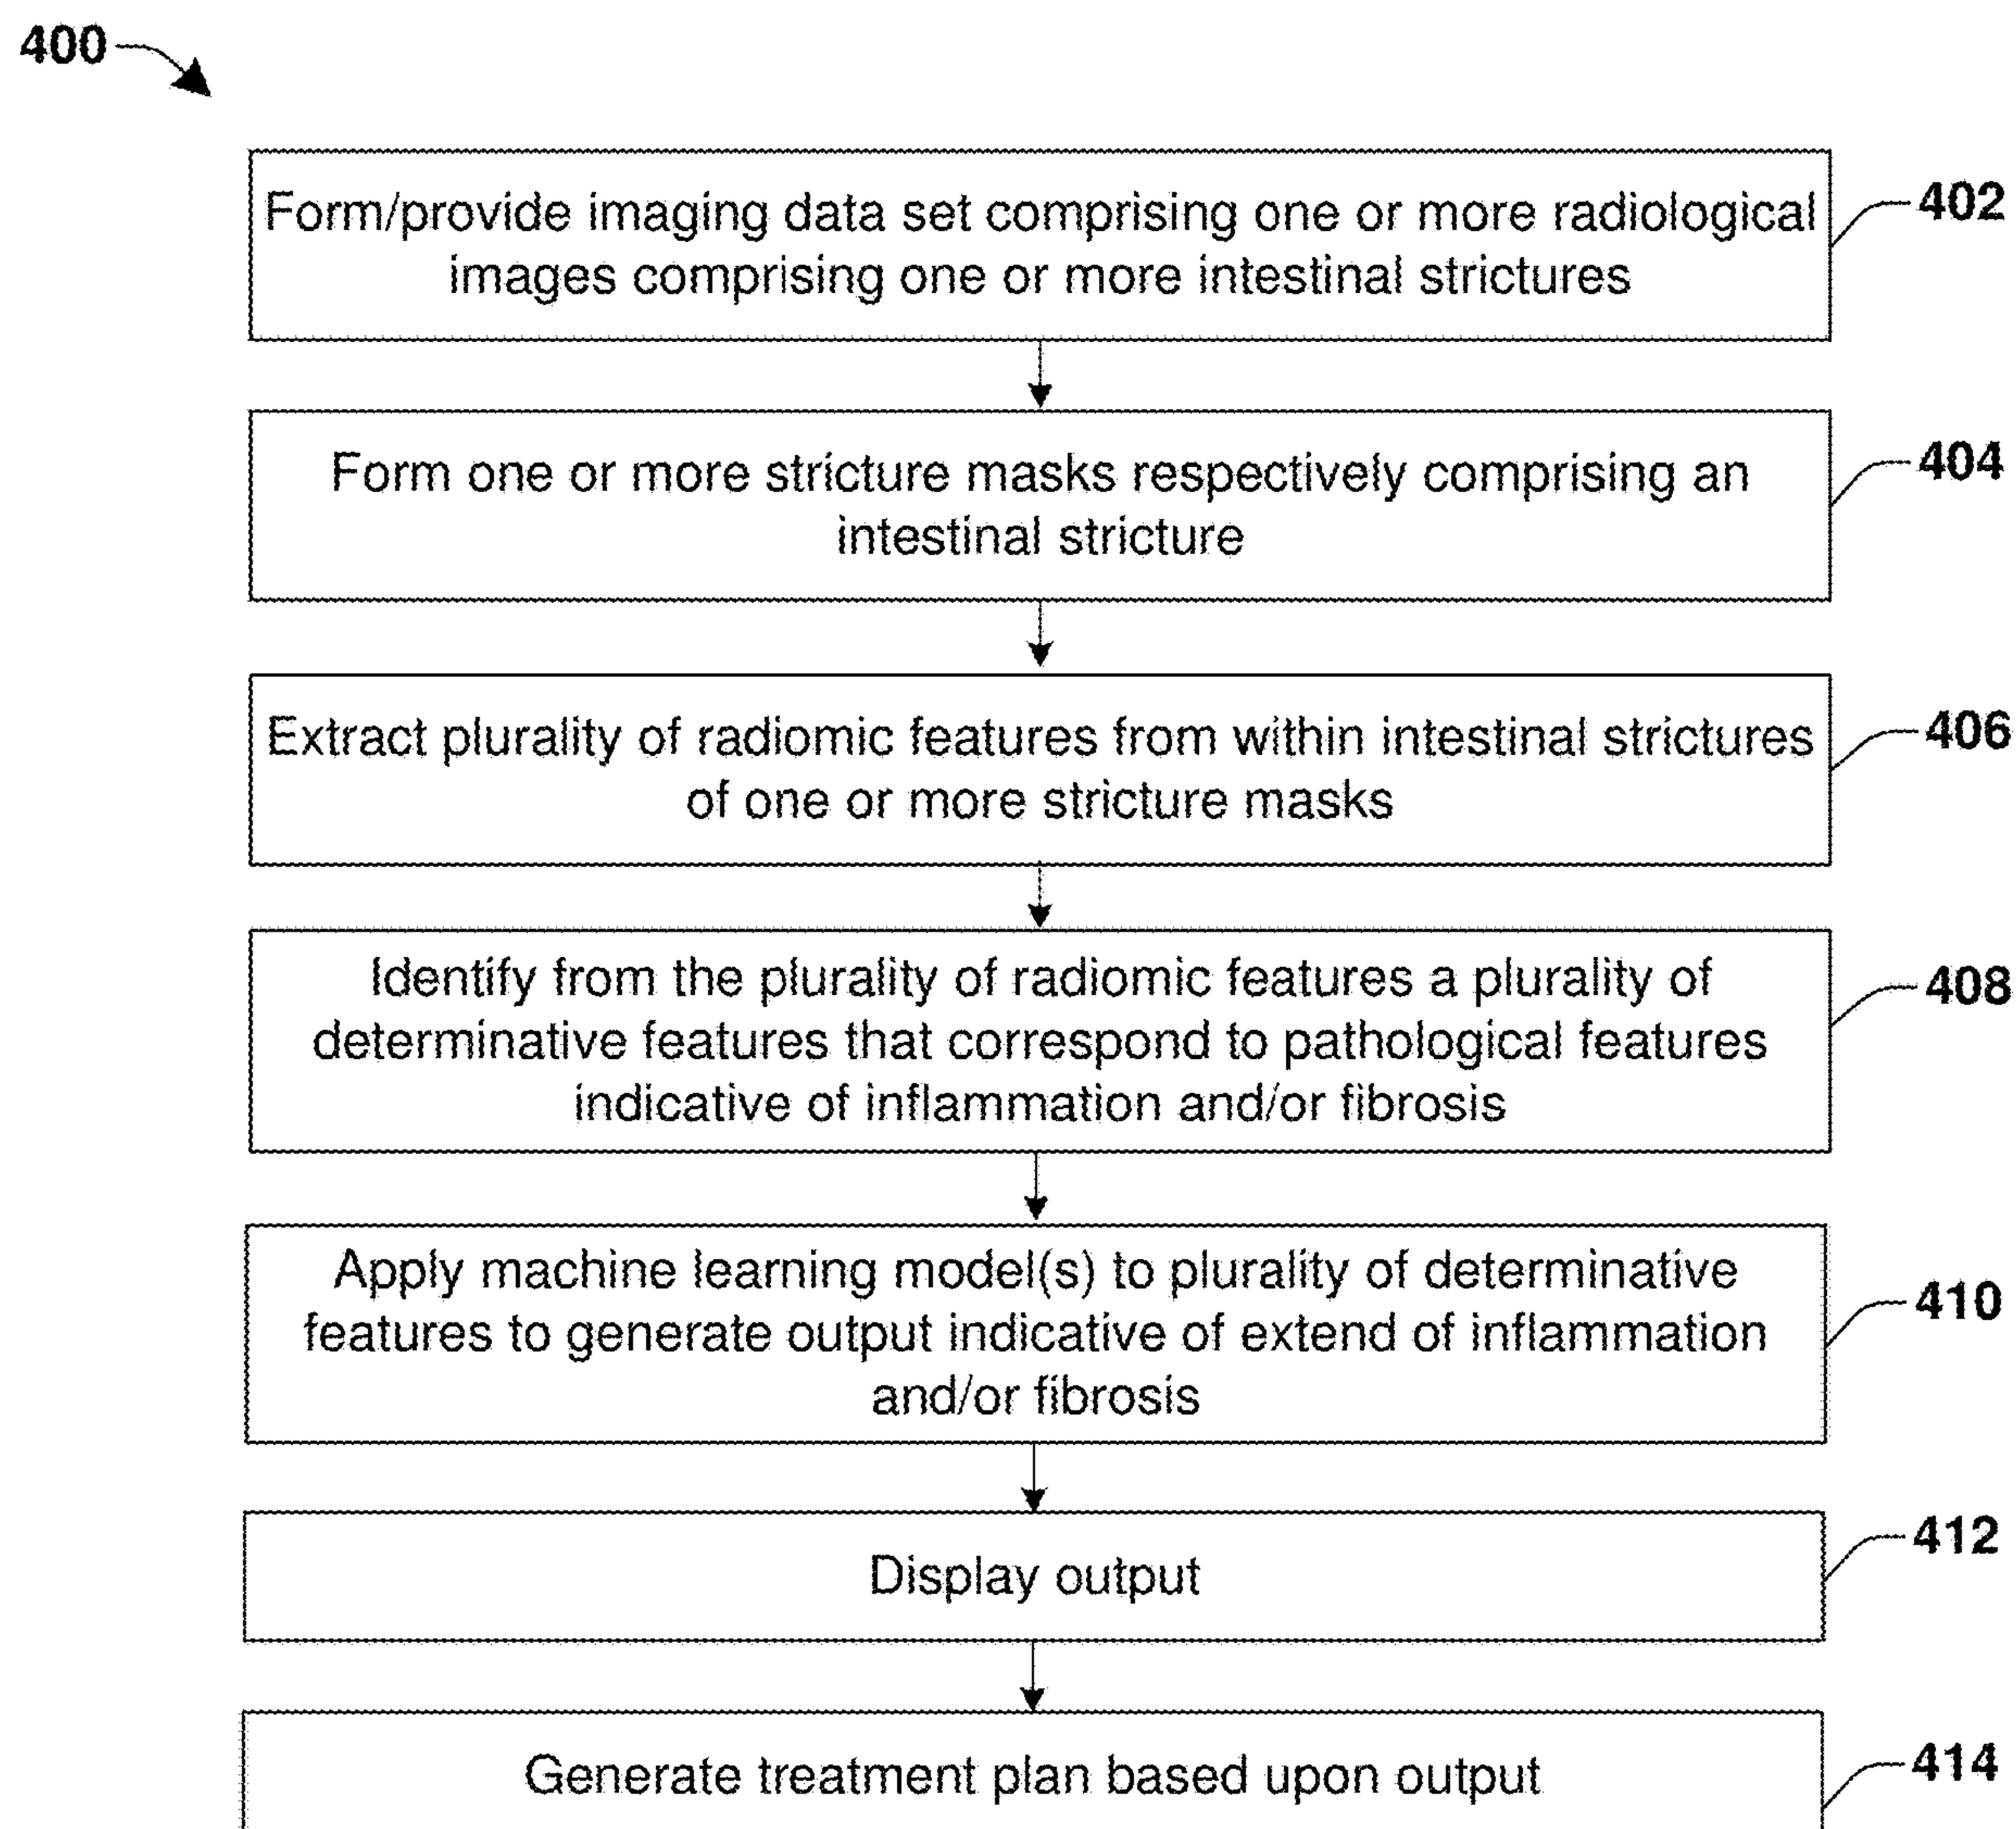 400
Form/provide imaging data set comprising one or more radiological
images comprising one or more intestinal strictures
402
Form one or more stricture masks respectively comprising an
intestinal stricture
404
Extract plurality of radiomic features from within intestinal strictures
of one or more stricture masks
406
Identify from the plurality of radiomic features a plurality of
determinative features that correspond to pathological features
indicative of inflammation and/or fibrosis
408
Apply machine learning model(s) to plurality of determinative
features to generate output indicative of extend of inflammation
and/or fibrosis
410
Display output
412
Generate treatment plan based upon output
414